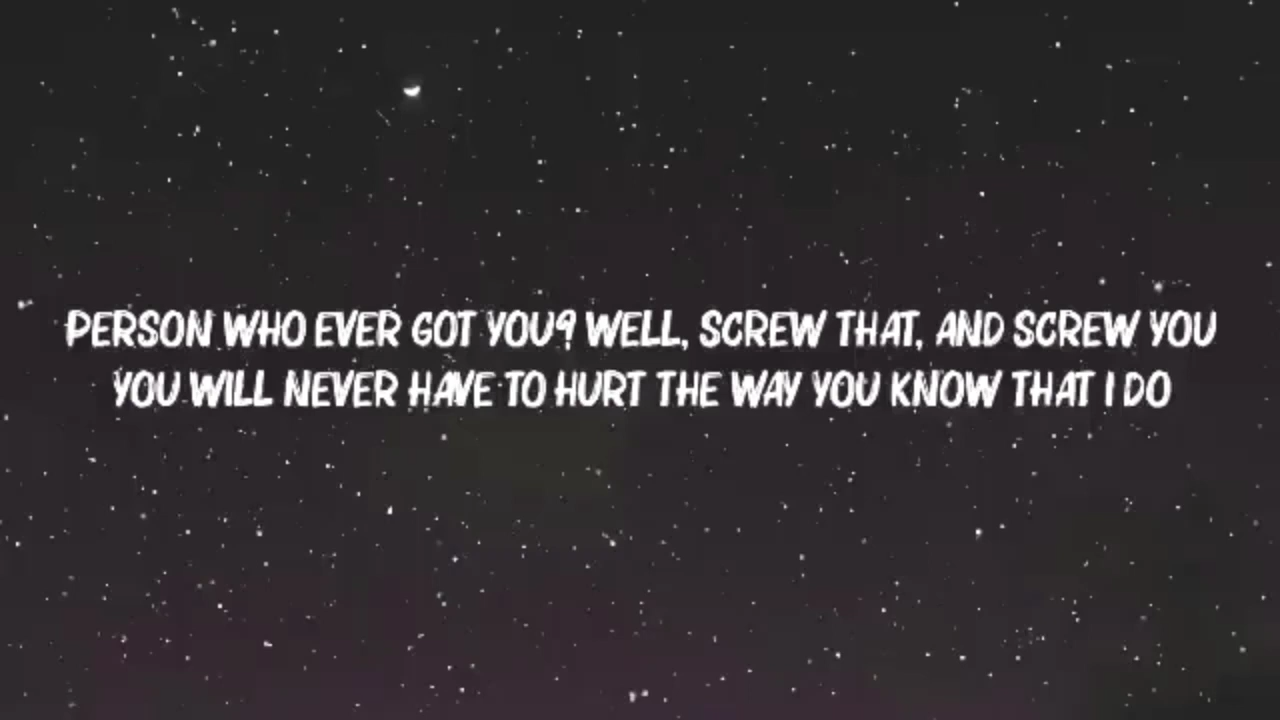 PERSON WHO EVER GOT YOU? WELL, SCREW THAT, AND SCREW YOU
YOU WILL NEVER HAVE TO HURT THE WAY YOU KNOW THAT I DO